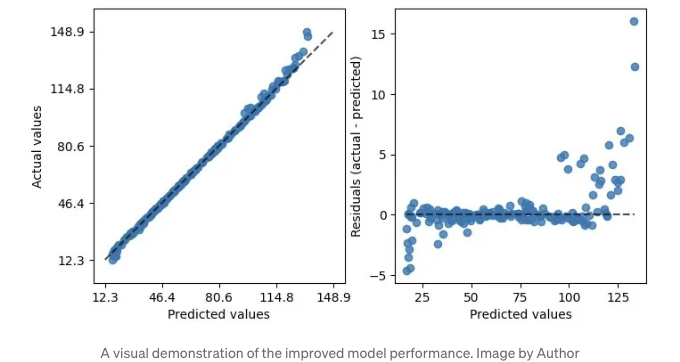 148.9
114.8
80.6
46.4
12.3
Actual values
12.3 46.4 80.6 114.8 148.9
Predicted values
15
10
5
0
−5
Residuals (actual - predicted)
25 50 75 100 125
Predicted values
A visual demonstration of the improved model performance. Image by Author